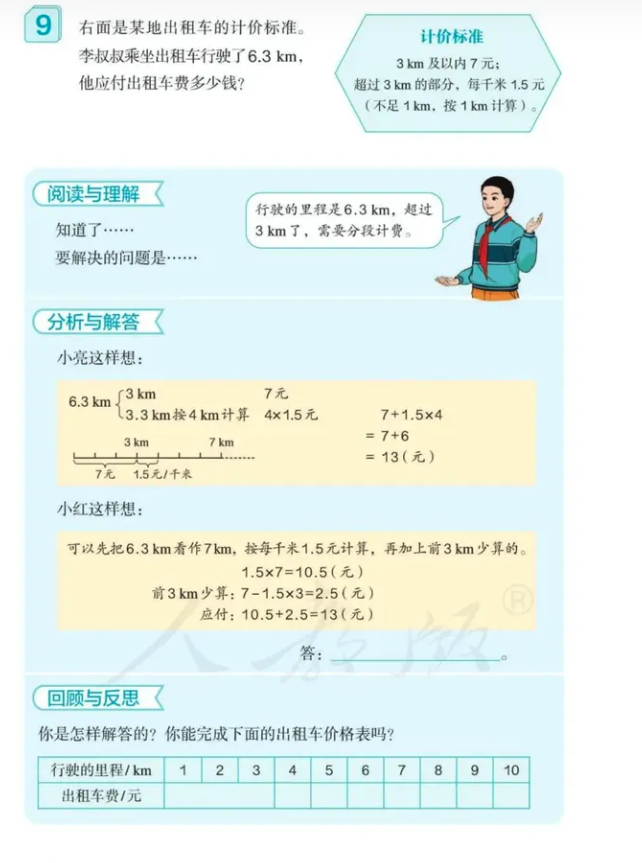 9
右面是某地出租车的计价标准。
李叔叔乘坐出租车行驶了6.3 km,
他应付出租车费多少钱?
计价标准
3 km 及以内 7 元;
超过 3 km 的部分,每千米 1.5 元
(不足 1 km,按 1 km 计算)。
阅读与理解
知道了……
要解决的问题是……
行驶的里程是6.3 km,超过
3 km了,需要分段计费。
分析与解答
小亮这样想:
6.3 km
3 km 7元
3.3 km按4 km计算 4×1.5元
7+1.5×4
= 7+6
= 13(元)
3 km 7 km
7元 1.5元/千米
小红这样想:
可以先把6.3 km看作7km,按每千米1.5元计算,再加上前3 km少算的。
1.5×7=10.5(元)
前3 km少算:7-1.5×3=2.5(元)
应付:10.5+2.5=13(元)
答:。
人教版®
回顾与反思
你是怎样解答的?你能完成下面的出租车价格表吗?
行驶的里程/km 1 2 3 4 5 6 7 8 9 10
出租车费/元